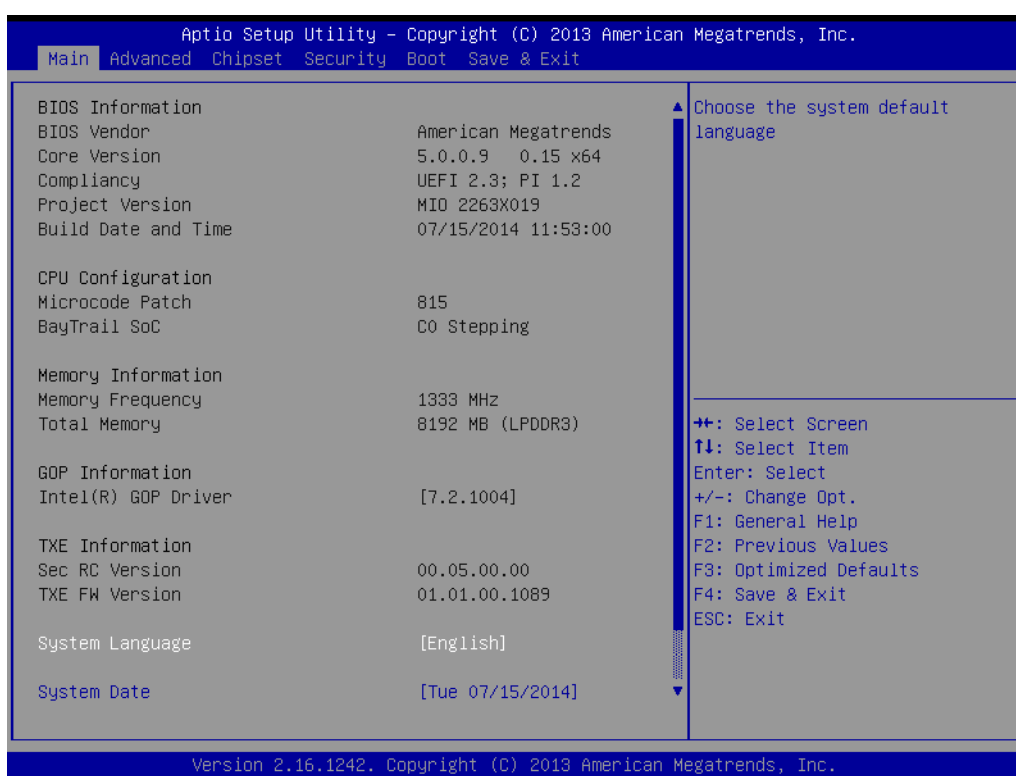 Aptio Setup Utility – Copyright (C) 2013 American Megatrends, Inc.
Main Advanced Chipset Security Boot Save & Exit
BIOS Information
BIOS Vendor American Megatrends
Core Version 5.0.0.9 0.15 x64
Compliancy UEFI 2.3; PI 1.2
Project Version MIO 2263X019
Build Date and Time 07/15/2014 11:53:00
CPU Configuration
Microcode Patch 815
BayTrail SoC C0 Stepping
Memory Information
Memory Frequency 1333 MHz
Total Memory 8192 MB (LPDDR3)
GOP Information
Intel(R) GOP Driver [7.2.1004]
TXE Information
Sec RC Version 00.05.00.00
TXE FW Version 01.01.00.1089
System Language [English]
System Date [Tue 07/15/2014]
Choose the system default
language
→←: Select Screen
↑↓: Select Item
Enter: Select
+/-: Change Opt.
F1: General Help
F2: Previous Values
F3: Optimized Defaults
F4: Save & Exit
ESC: Exit
Version 2.16.1242. Copyright (C) 2013 American Megatrends, Inc.